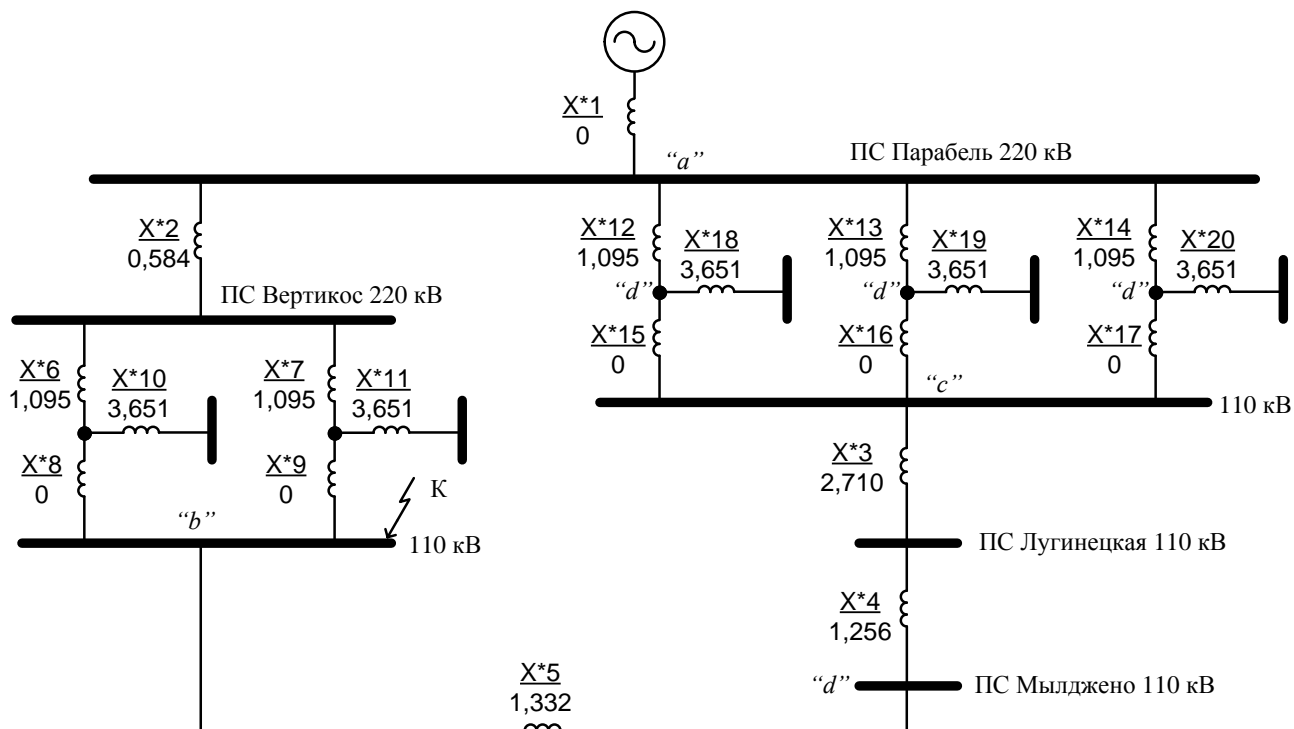 X*1
0
“a”
ПС Парабель 220 кВ
X*2
0,584
X*12
1,095
X*18
3,651
X*13
1,095
X*19
3,651
X*14
1,095
X*20
3,651
ПС Вертикос 220 кВ
“d”
“d”
“d”
X*15
0
X*16
0
X*17
0
X*6
1,095
X*10
3,651
X*7
1,095
X*11
3,651
“c”
110 кВ
X*8
0
X*9
0
X*3
2,710
К
“b”
110 кВ
ПС Лугинецкая 110 кВ
X*4
1,256
X*5
1,332
“d”
ПС Мылджено 110 кВ